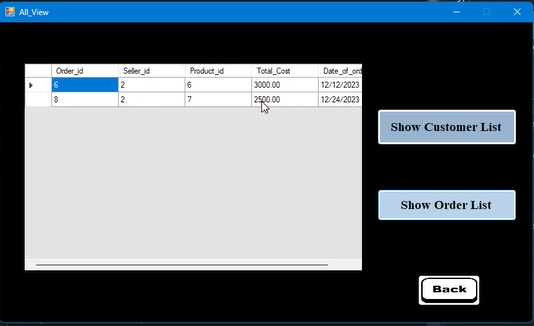 All_View
Order_id Seller_id Product_id Total_Cost Date_of_ord
6 2 6 3000.00 12/12/2023
8 2 7 2500.00 12/24/2023
Show Customer List
Show Order List
Back